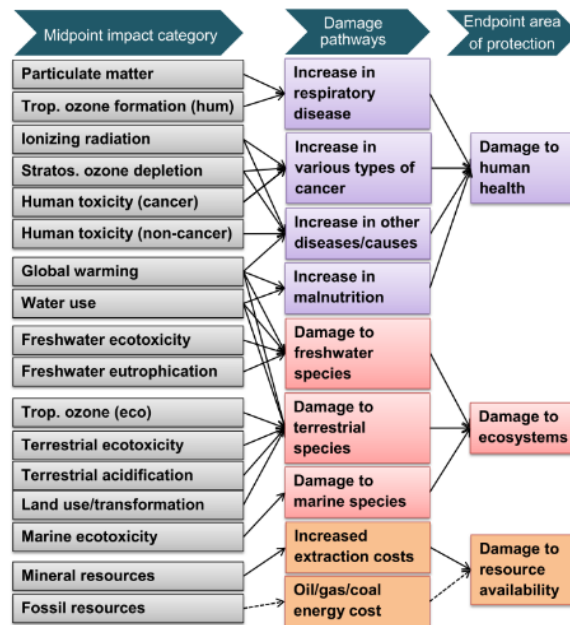 Midpoint impact category
Damage
pathways
Endpoint area
of protection
Particulate matter
Trop. ozone formation (hum)
Ionizing radiation
Stratos. ozone depletion
Human toxicity (cancer)
Human toxicity (non-cancer)
Global warming
Water use
Freshwater ecotoxicity
Freshwater eutrophication
Trop. ozone (eco)
Terrestrial ecotoxicity
Terrestrial acidification
Land use/transformation
Marine ecotoxicity
Mineral resources
Fossil resources
Increase in
respiratory
disease
Increase in
various types of
cancer
Increase in other
diseases/causes
Increase in
malnutrition
Damage to
freshwater
species
Damage to
terrestrial
species
Damage to
marine species
Increased
extraction costs
Oil/gas/coal
energy cost
Damage to
human
health
Damage to
ecosystems
Damage to
resource
availability